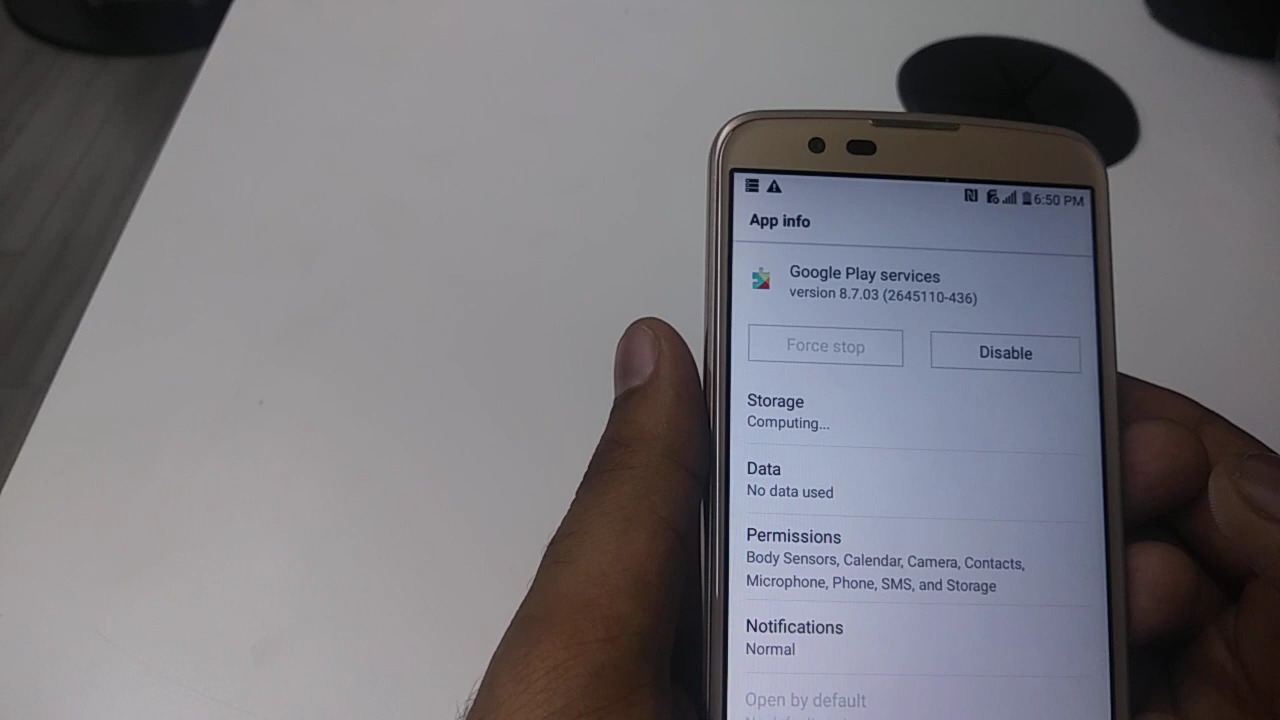 6:50 PM
App info
Google Play services
version 8.7.03 (2645110-436)
Force stop
Disable
Storage
Computing...
Data
No data used
Permissions
Body Sensors, Calendar, Camera, Contacts,
Microphone, Phone, SMS, and Storage
Notifications
Normal
Open by default